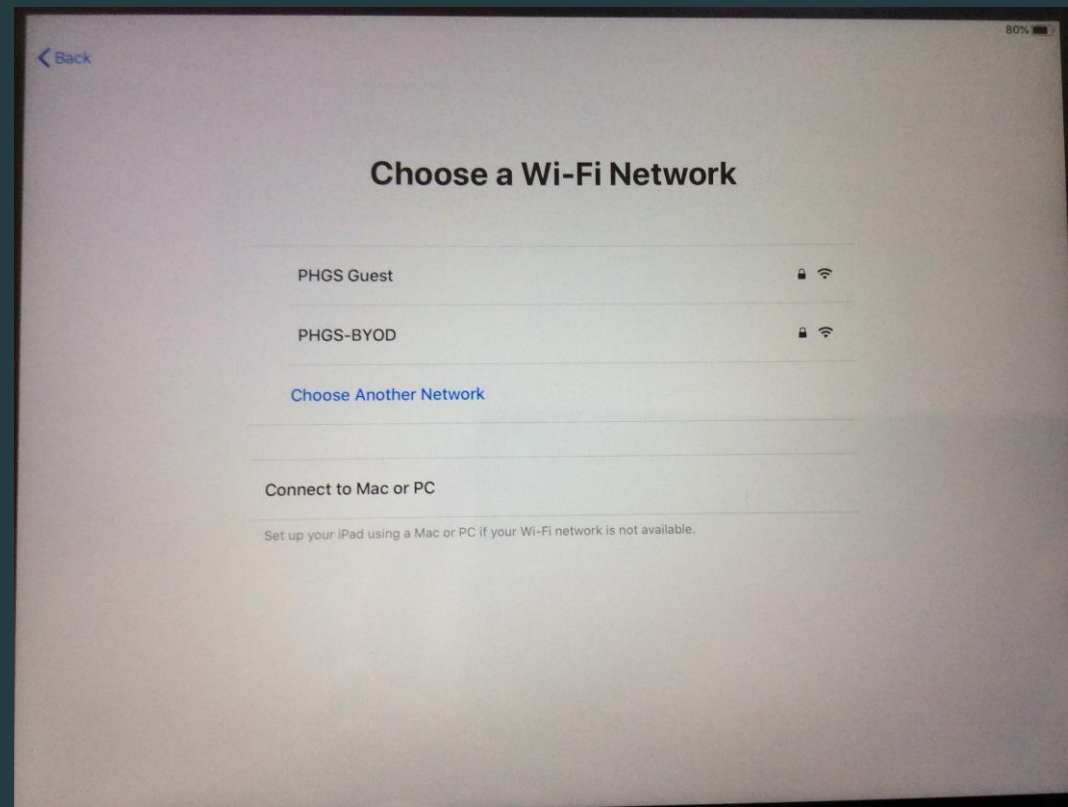 80%
Back
Choose a Wi-Fi Network
PHGS Guest
PHGS-BYOD
Choose Another Network
Connect to Mac or PC
Set up your iPad using a Mac or PC if your Wi-Fi network is not available.